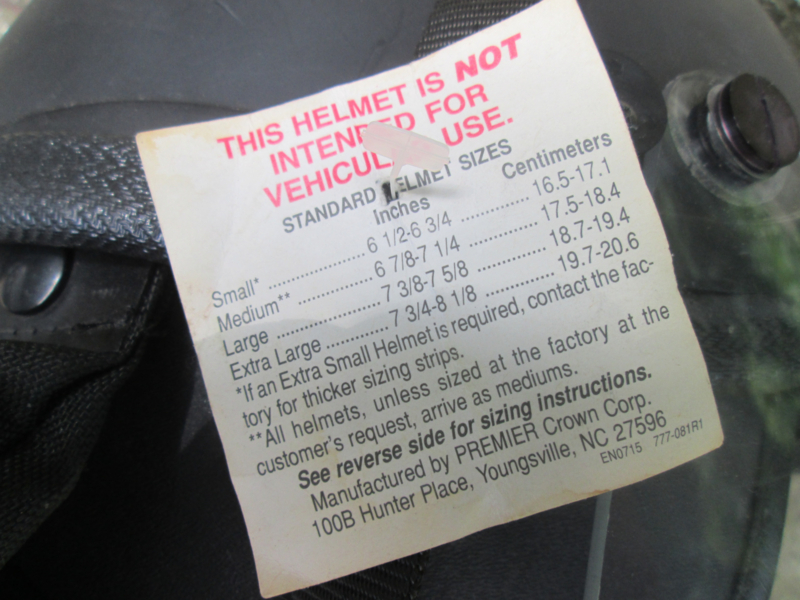 THIS HELMET IS NOT
INTENDED FOR
VEHICUL USE.
STANDARD HELMET SIZES
Inches Centimeters
Small* ........................ 6 1/2-6 3/4 ................. 16.5-17.1
Medium** .................. 6 7/8-7 1/4 ................. 17.5-18.4
Large ......................... 7 3/8-7 5/8 ................. 18.7-19.4
Extra Large ............... 7 3/4-8 1/8 ................. 19.7-20.6
*If an Extra Small Helmet is required, contact the fac-
tory for thicker sizing strips.
**All helmets, unless sized at the factory at the
customer's request, arrive as mediums.
See reverse side for sizing instructions.
Manufactured by PREMIER Crown Corp.
100B Hunter Place, Youngsville, NC 27596
EN0715 777-081R1